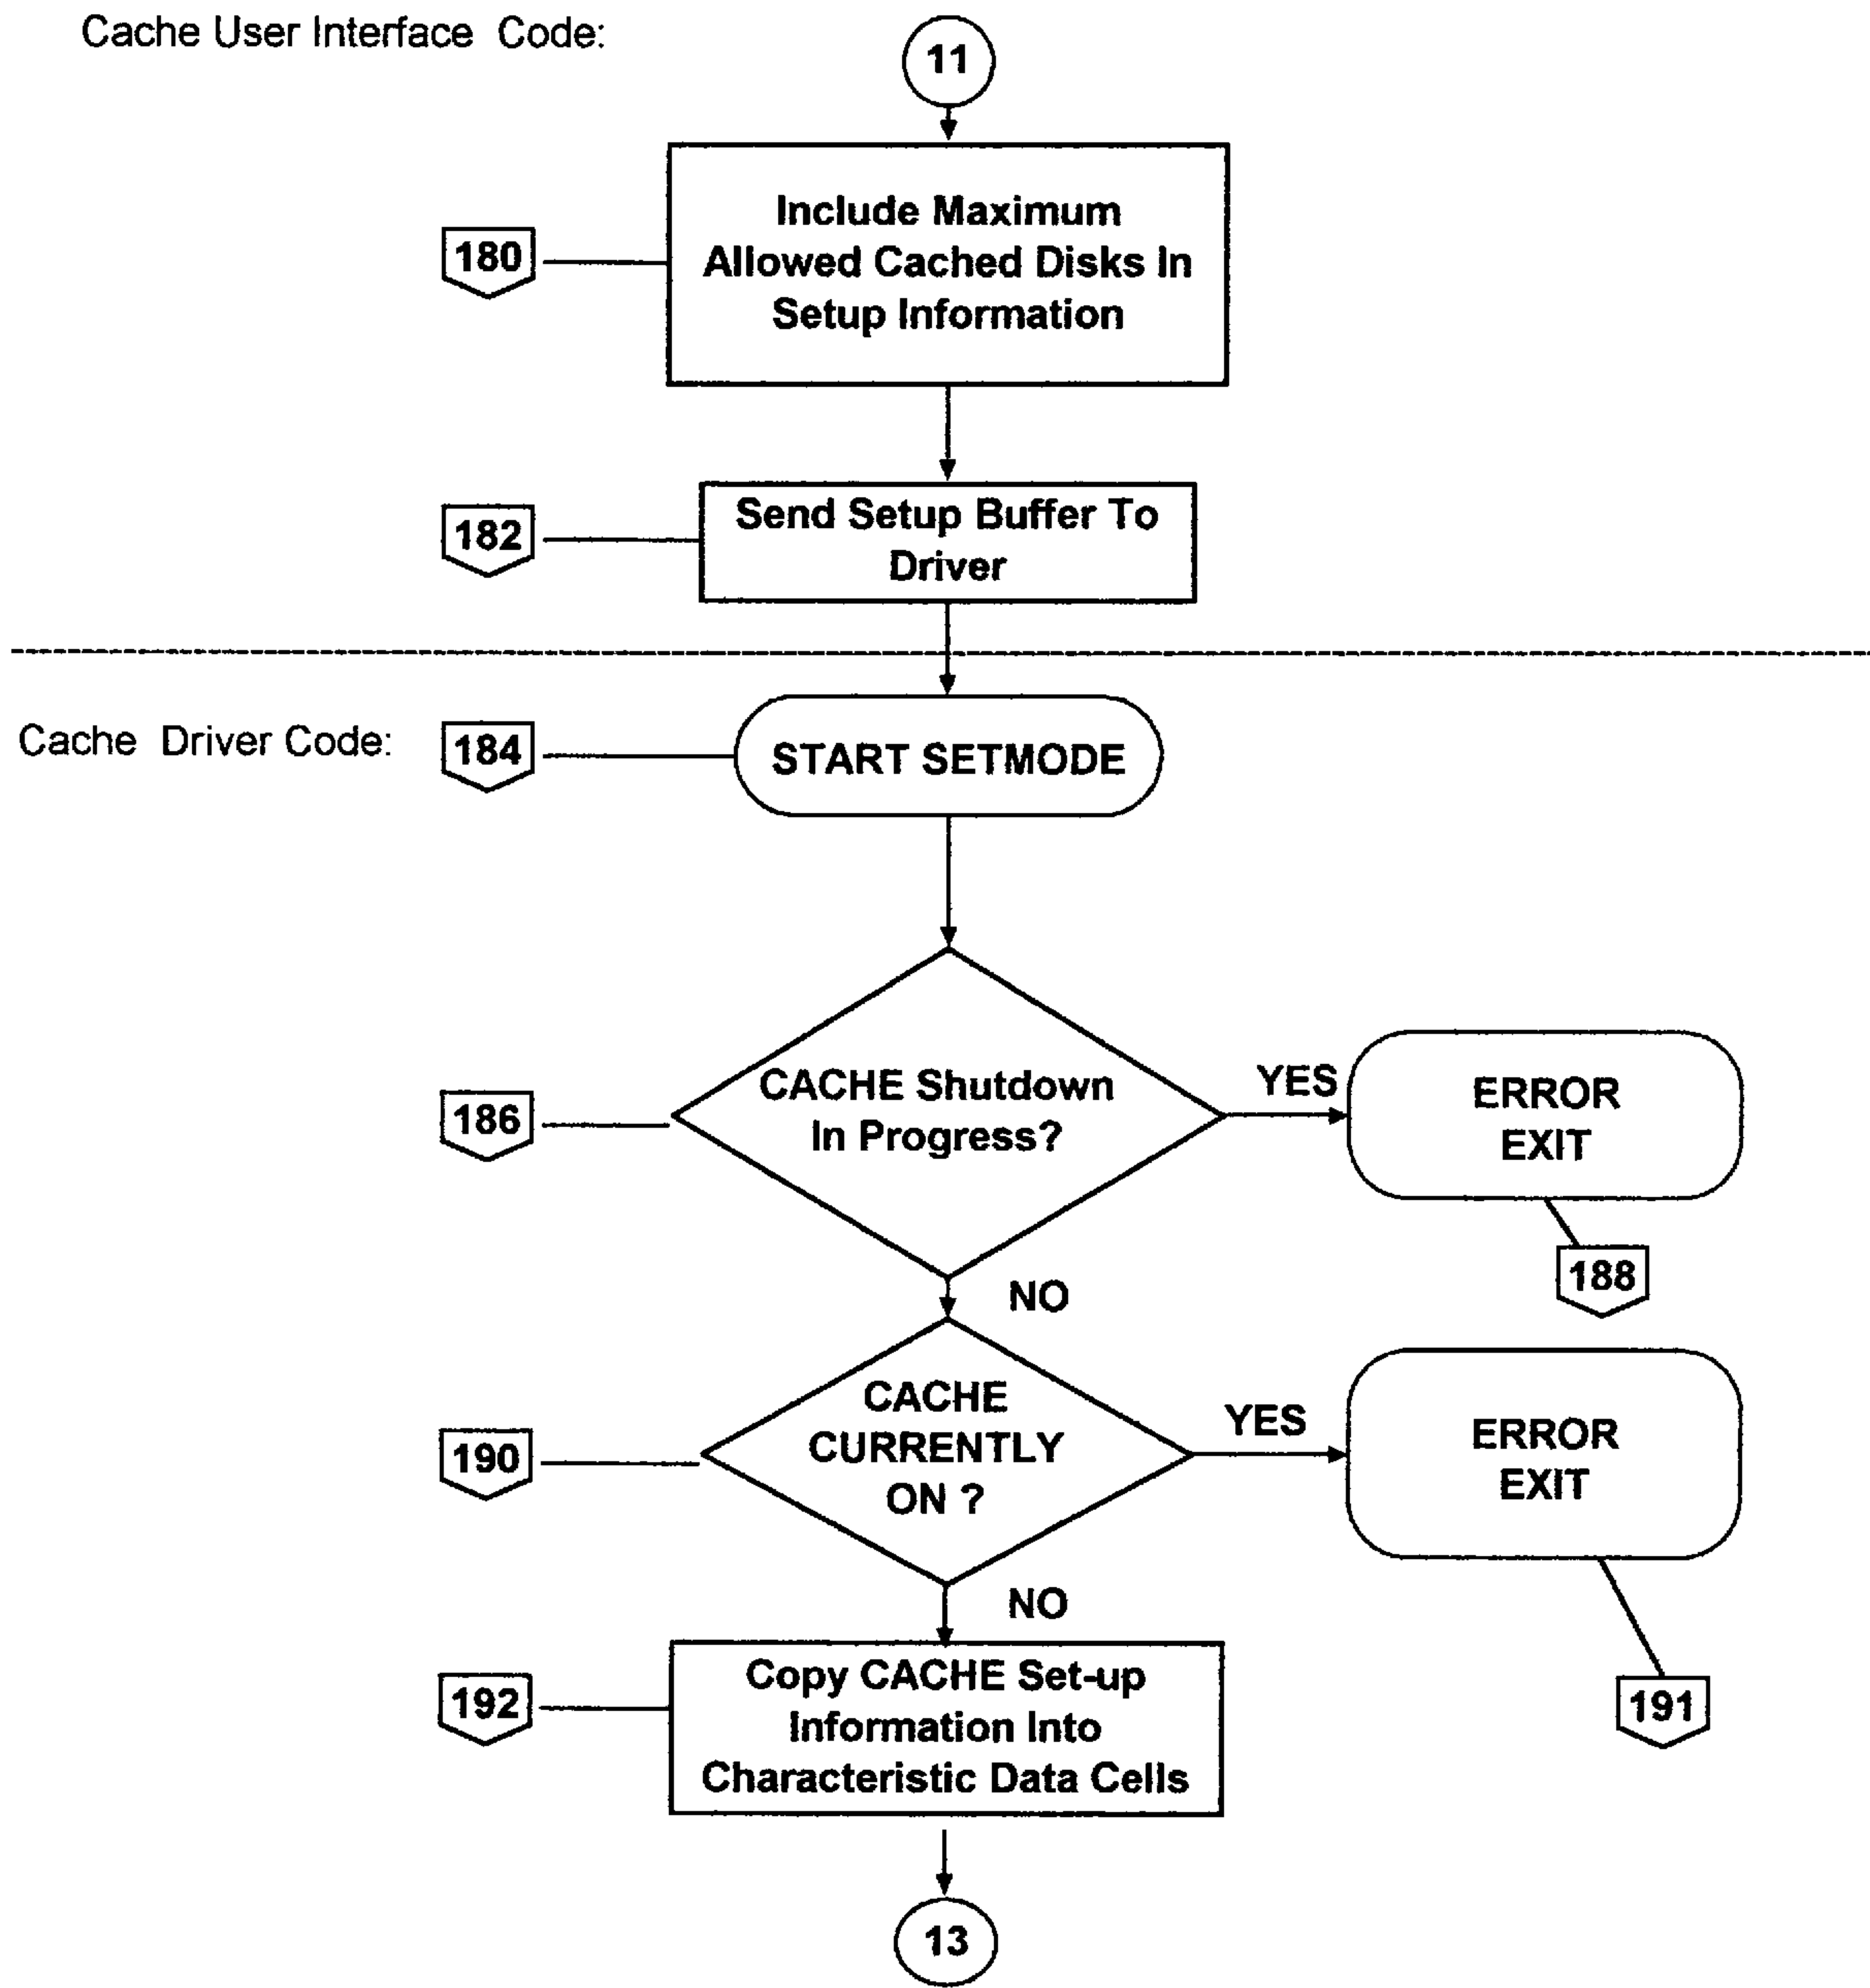 Cache User Interface Code:
11
Include Maximum
Allowed Cached Disks In
Setup Information
180
Send Setup Buffer To
Driver
182
Cache Driver Code:
184
START SETMODE
CACHE Shutdown
In Progress?
186
YES
ERROR
EXIT
188
NO
CACHE
CURRENTLY
ON ?
190
YES
ERROR
EXIT
191
NO
Copy CACHE Set-up
Information Into
Characteristic Data Cells
192
13